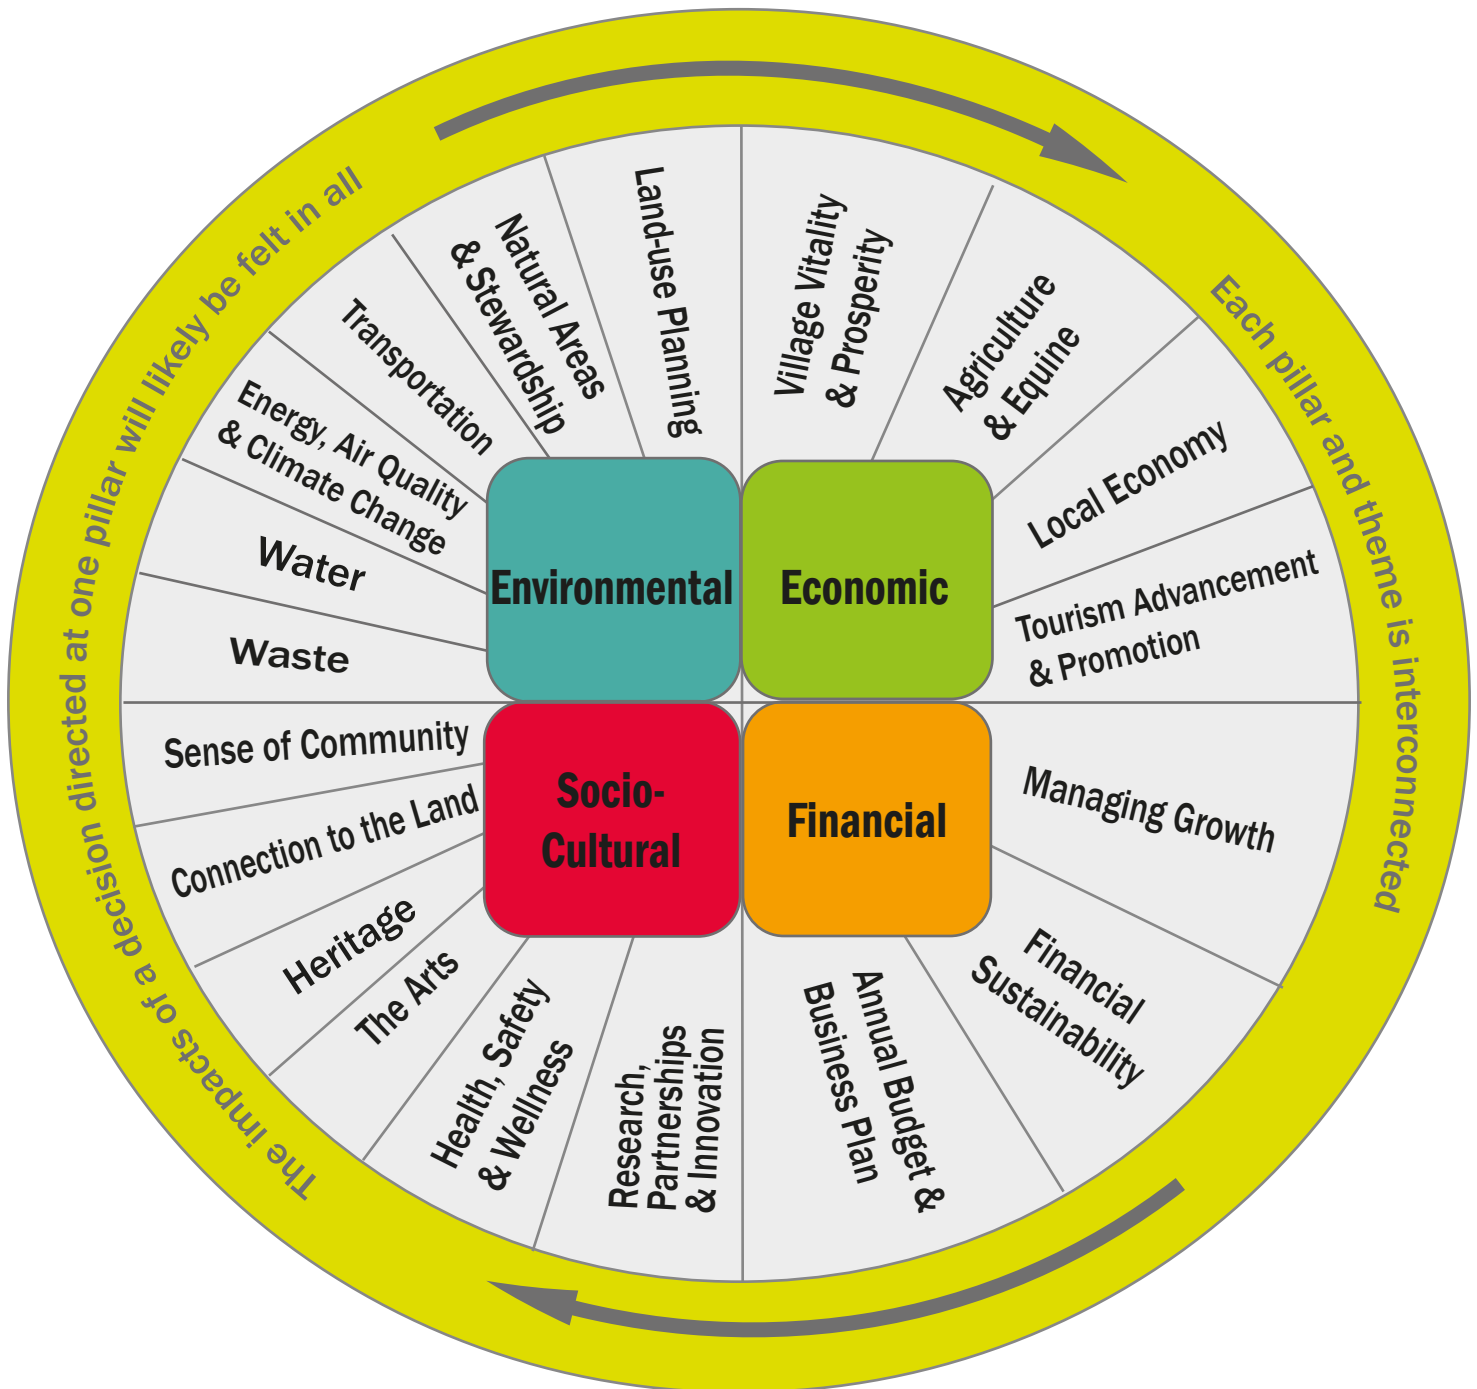 The impacts of a decision directed at one pillar will likely be felt in all
Each pillar and theme is interconnected
Environmental
Waste
Water
Energy, Air Quality
& Climate Change
Transportation
Natural Areas
& Stewardship
Land-use Planning
Economic
Village Vitality
& Prosperity
Agriculture
& Equine
Local Economy
Tourism Advancement
& Promotion
Financial
Managing Growth
Financial
Sustainability
Annual Budget &
Business Plan
Socio-
Cultural
Research,
Partnerships
& Innovation
Health, Safety
& Wellness
The Arts
Heritage
Connection to the Land
Sense of Community